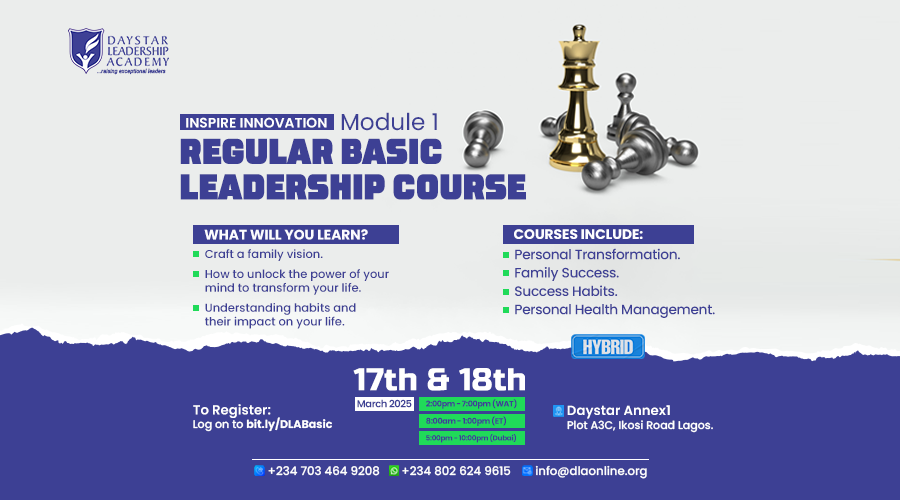 DAYSTAR
LEADERSHIP
ACADEMY
...raising exceptional leaders
INSPIRE INNOVATION Module 1
REGULAR BASIC
LEADERSHIP COURSE
WHAT WILL YOU LEARN?
Craft a family vision.
How to unlock the power of your
mind to transform your life.
Understanding habits and
their impact on your life.
COURSES INCLUDE:
Personal Transformation.
Family Success.
Success Habits.
Personal Health Management.
HYBRID
17th & 18th
March 2025
2:00pm - 7:00pm (WAT)
8:00am - 1:00pm (ET)
5:00pm - 10:00pm (Dubai)
To Register:
Log on to bit.ly/DLABasic
Daystar Annex1
Plot A3C, Ikosi Road Lagos.
+234 703 464 9208 +234 802 624 9615 info@dlaonline.org